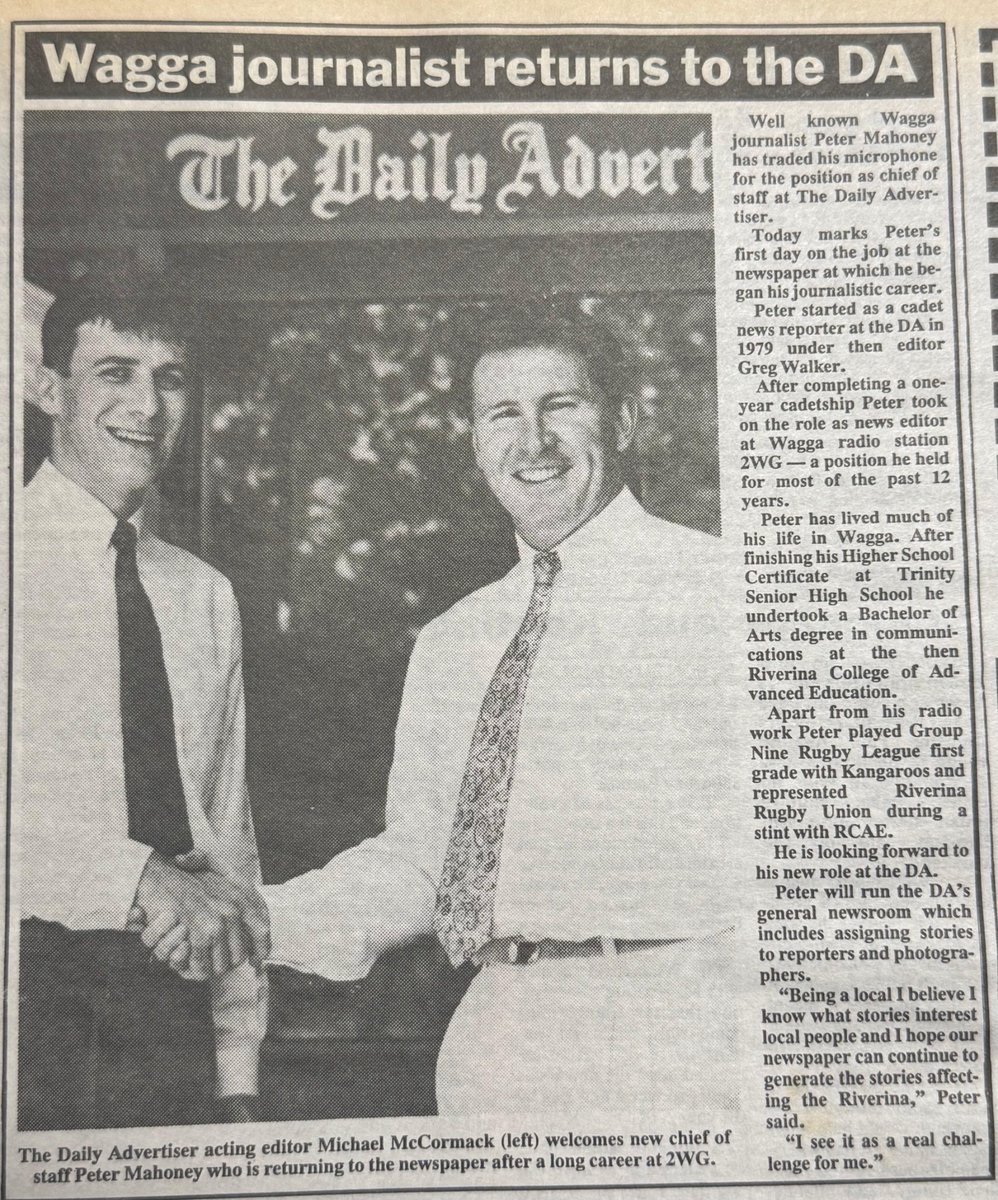 Wagga journalist returns to the DA
The Daily Advert
Well known Wagga
journalist Peter Mahoney
has traded his microphone
for the position as chief of
staff at The Daily Adver-
tiser.
Today marks Peter's
first day on the job at the
newspaper at which he be-
gan his journalistic career.
Peter started as a cadet
news reporter at the DA in
1979 under then editor
Greg Walker.
After completing a one-
year cadetship Peter took
on the role as news editor
at Wagga radio station
2WG — a position he held
for most of the past 12
years.
Peter has lived much of
his life in Wagga. After
finishing his Higher School
Certificate at Trinity
Senior High School he
undertook a Bachelor of
Arts degree in communi-
cations at the then
Riverina College of Ad-
vanced Education.
Apart from his radio
work Peter played Group
Nine Rugby League first
grade with Kangaroos and
represented Riverina
Rugby Union during a
stint with RCAE.
He is looking forward to
his new role at the DA.
Peter will run the DA's
general newsroom which
includes assigning stories
to reporters and photogra-
phers.
"Being a local I believe I
know what stories interest
local people and I hope our
newspaper can continue to
generate the stories affect-
ing the Riverina," Peter
said.
"I see it as a real chal-
lenge for me."
The Daily Advertiser acting editor Michael McCormack (left) welcomes new chief of
staff Peter Mahoney who is returning to the newspaper after a long career at 2WG.